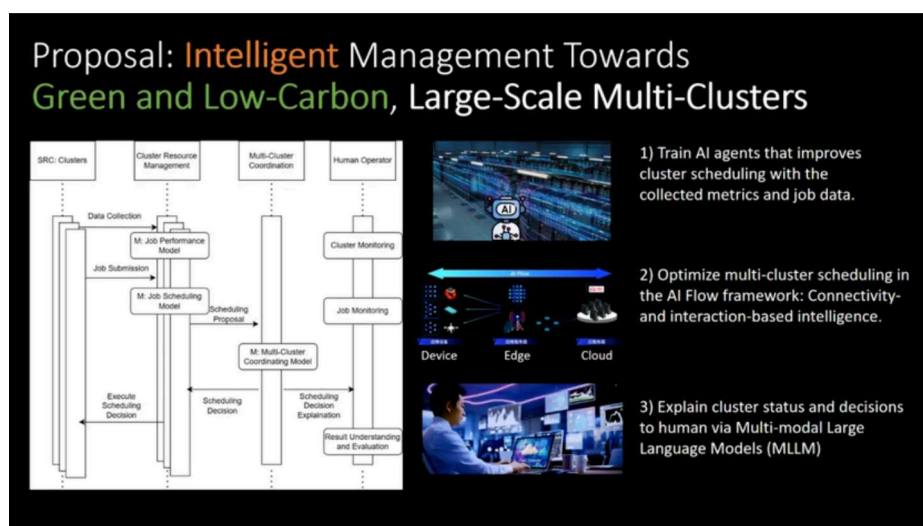 Proposal: Intelligent Management Towards
Green and Low-Carbon, Large-Scale Multi-Clusters
SRC: Clusters
Cluster Resource
Management
Multi-Cluster
Coordination
Human Operator
Data Collection
M: Job Performance
Model
Cluster Monitoring
Job Submission
M: Job Scheduling
Model
Scheduling
Proposal
Job Monitoring
M: Multi-Cluster
Coordinating Model
Execute
Scheduling
Decision
Scheduling
Decision
Scheduling
Decision
Explaination
Result Understanding
and Evaluation
AI
1) Train AI agents that improves
cluster scheduling with the
collected metrics and job data.
AI Flow
Device
Edge
Cloud
2) Optimize multi-cluster scheduling in
the AI Flow framework: Connectivity-
and interaction-based intelligence.
3) Explain cluster status and decisions
to human via Multi-modal Large
Language Models (MLLM)